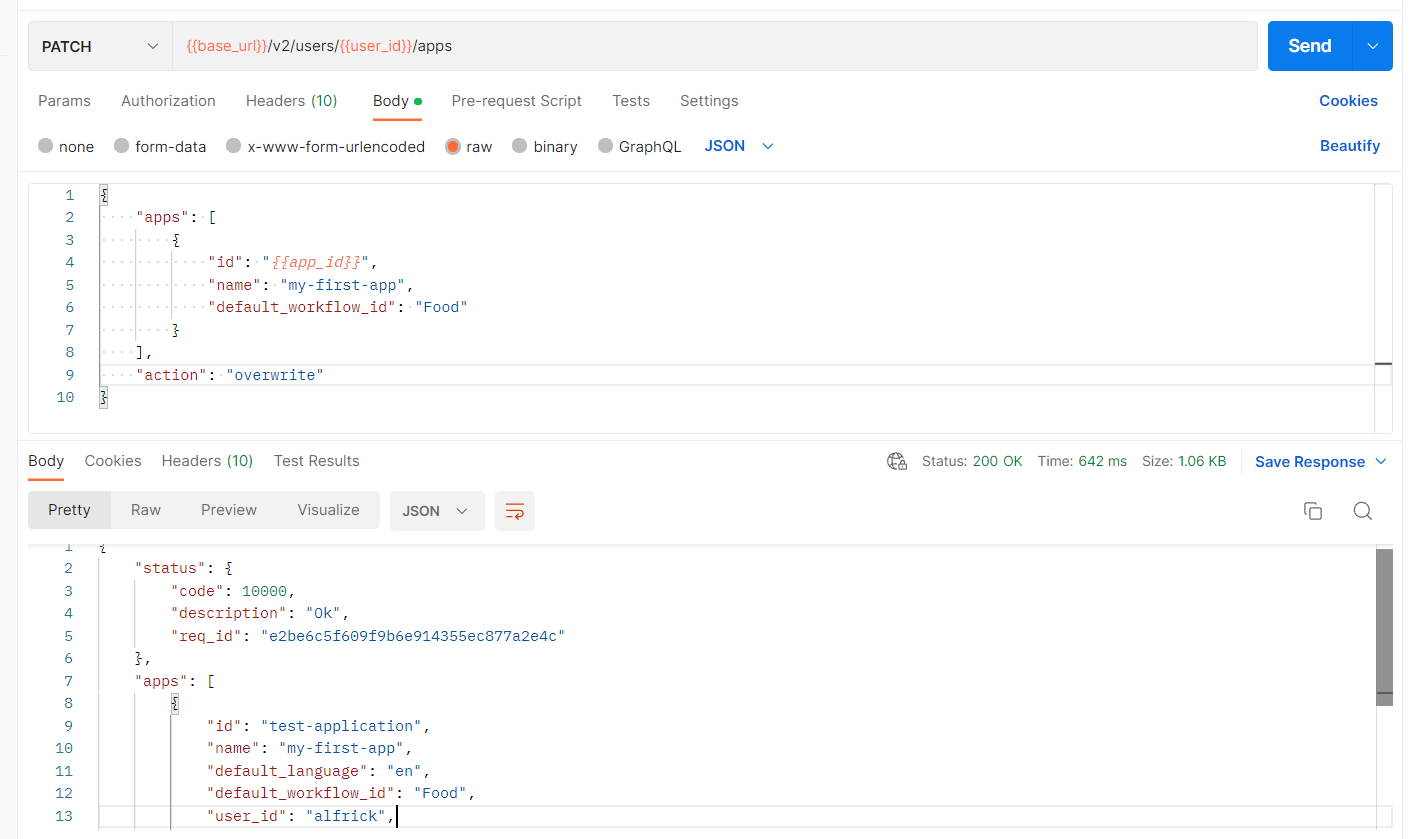 PATCH {{base_url}}/v2/users/{{user_id}}/apps Send
Params Authorization Headers (10) Body Pre-request Script Tests Settings Cookies
none form-data x-www-form-urlencoded raw binary GraphQL JSON Beautify
1 {
2 "apps": [
3 {
4 "id": "{{app_id}}",
5 "name": "my-first-app",
6 "default_workflow_id": "Food"
7 }
8 ],
9 "action": "overwrite"
10 }
Body Cookies Headers (10) Test Results Status: 200 OK Time: 642 ms Size: 1.06 KB Save Response
Pretty Raw Preview Visualize JSON
1 {
2 "status": {
3 "code": 10000,
4 "description": "Ok",
5 "req_id": "e2be6c5f609f9b6e914355ec877a2e4c"
6 },
7 "apps": [
8 {
9 "id": "test-application",
10 "name": "my-first-app",
11 "default_language": "en",
12 "default_workflow_id": "Food",
13 "user_id": "alfrick",